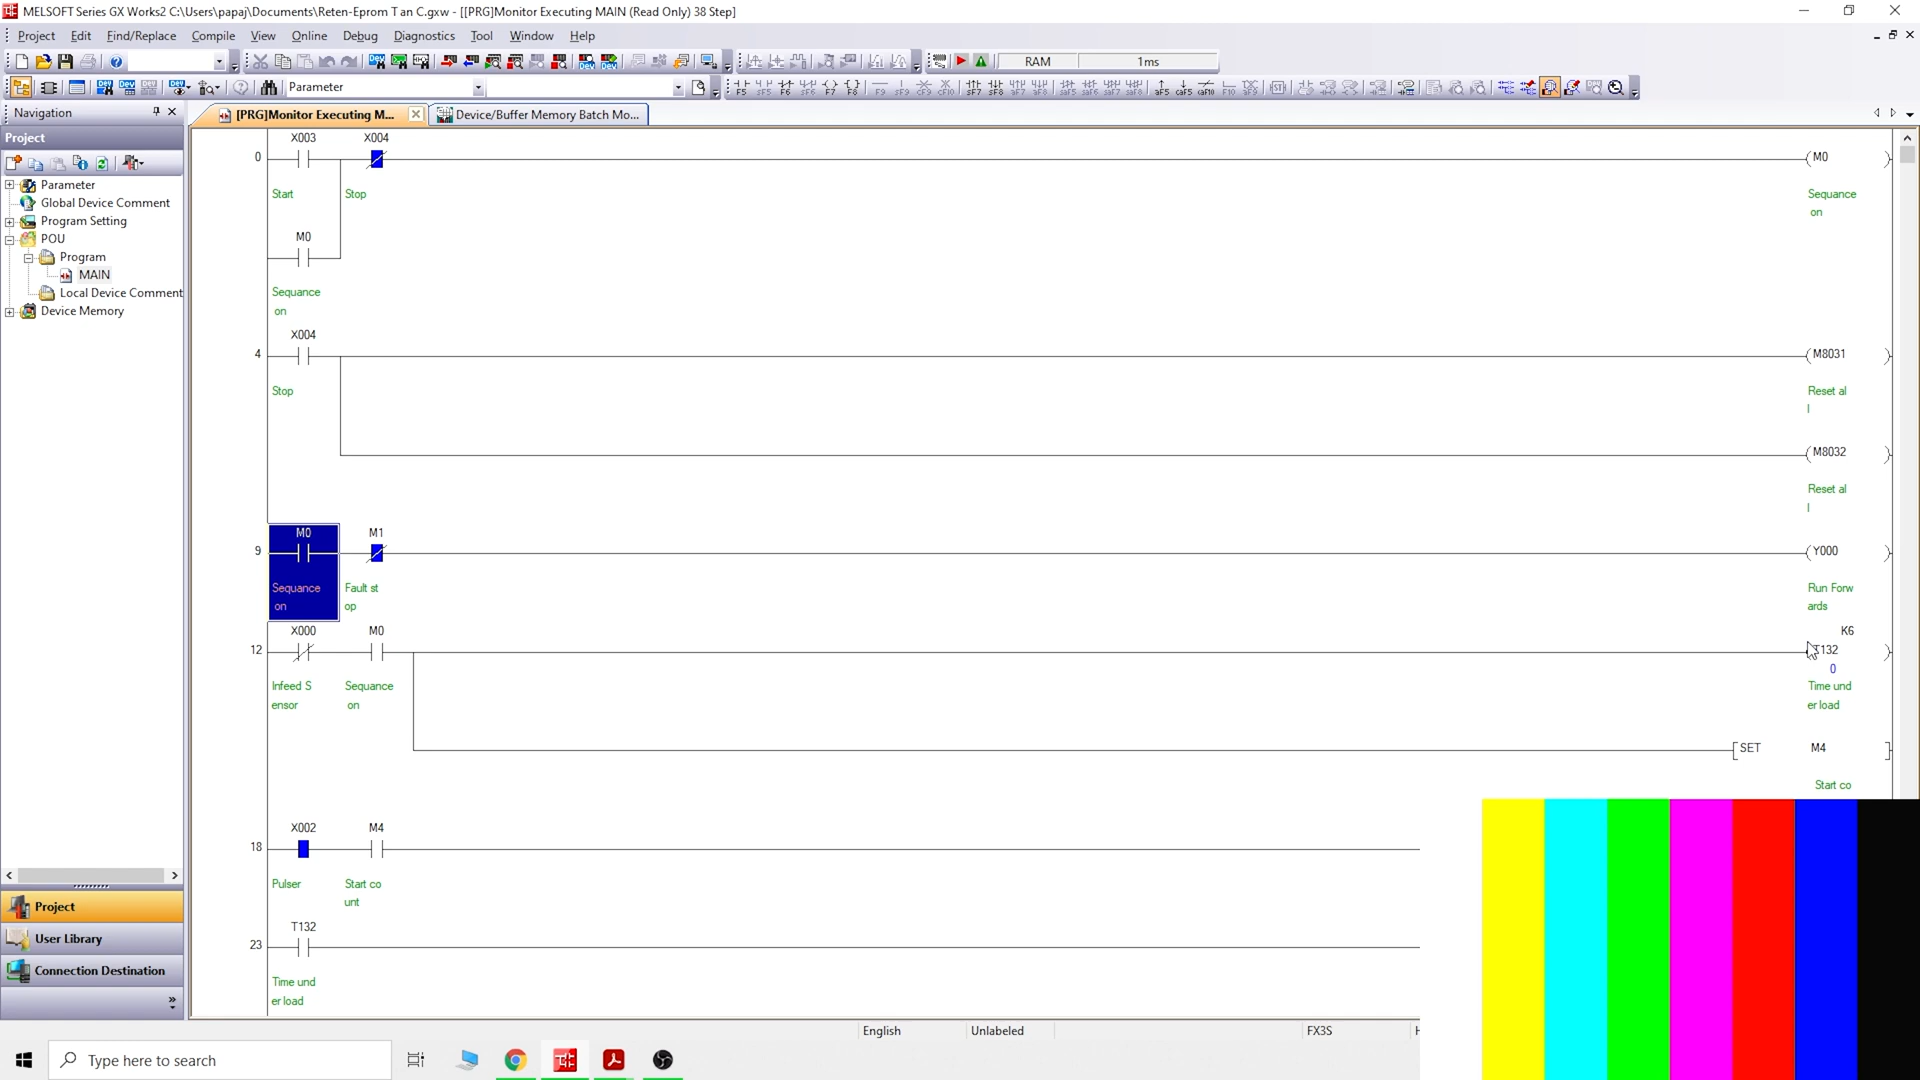 MELSOFT Series GX Works2 C:\Users\papaj\Documents\Reten-Eprom T an C.gxw - [[PRG]Monitor Executing MAIN (Read Only) 38 Step]
Project Edit Find/Replace Compile View Online Debug Diagnostics Tool Window Help
RAM 1ms
Parameter
Navigation
[PRG]Monitor Executing M...
Device/Buffer Memory Batch Mo...
Project
Parameter
Global Device Comment
Program Setting
POU
Program
MAIN
Local Device Comment
Device Memory
Project
User Library
Connection Destination
X003 X004
0 M0
Start Stop Sequance
on
M0
Sequance
on
X004
4 M8031
Stop Reset al
l
M8032
Reset al
l
M0 M1
9 Y000
Sequance Fault st Run Forw
on op ards
X000 M0 K6
12 T132
0
Infeed S Sequance Time und
ensor on er load
SET M4
Start co
X002 M4
18
Pulser Start co
unt
T132
23
Time und
er load
English Unlabeled FX3S
Type here to search